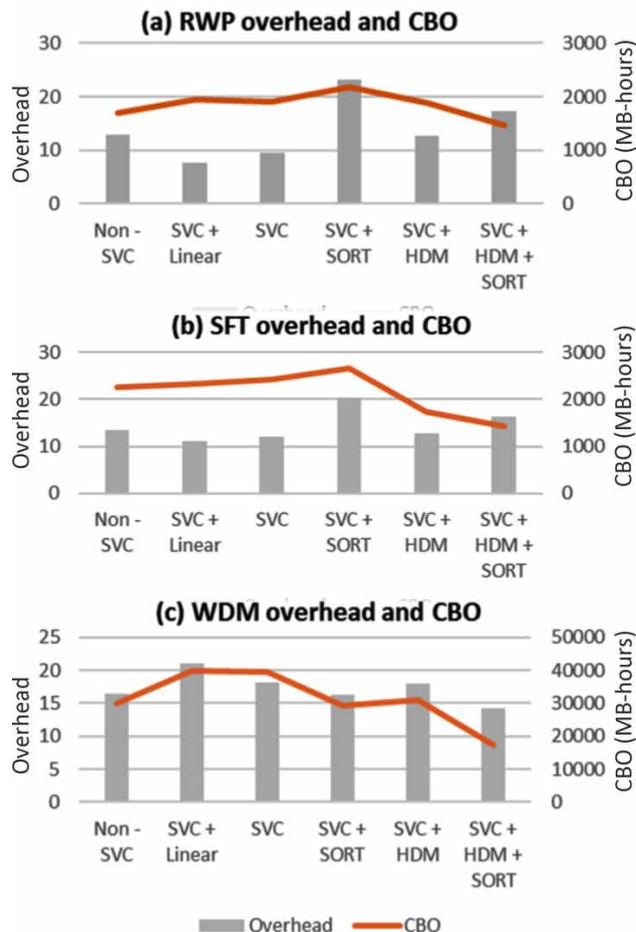 (a) RWP overhead and CBO
30
20
10
0
Overhead
3000
2000
1000
0
CBO (MB-hours)
Non - SVC
SVC + Linear
SVC
SVC + SORT
SVC + HDM
SVC + HDM + SORT
(b) SFT overhead and CBO
30
20
10
0
Overhead
3000
2000
1000
0
CBO (MB-hours)
Non - SVC
SVC + Linear
SVC
SVC + SORT
SVC + HDM
SVC + HDM + SORT
(c) WDM overhead and CBO
25
20
15
10
5
0
Overhead
50000
40000
30000
20000
10000
0
CBO (MB-hours)
Non - SVC
SVC + Linear
SVC
SVC + SORT
SVC + HDM
SVC + HDM + SORT
Overhead
CBO